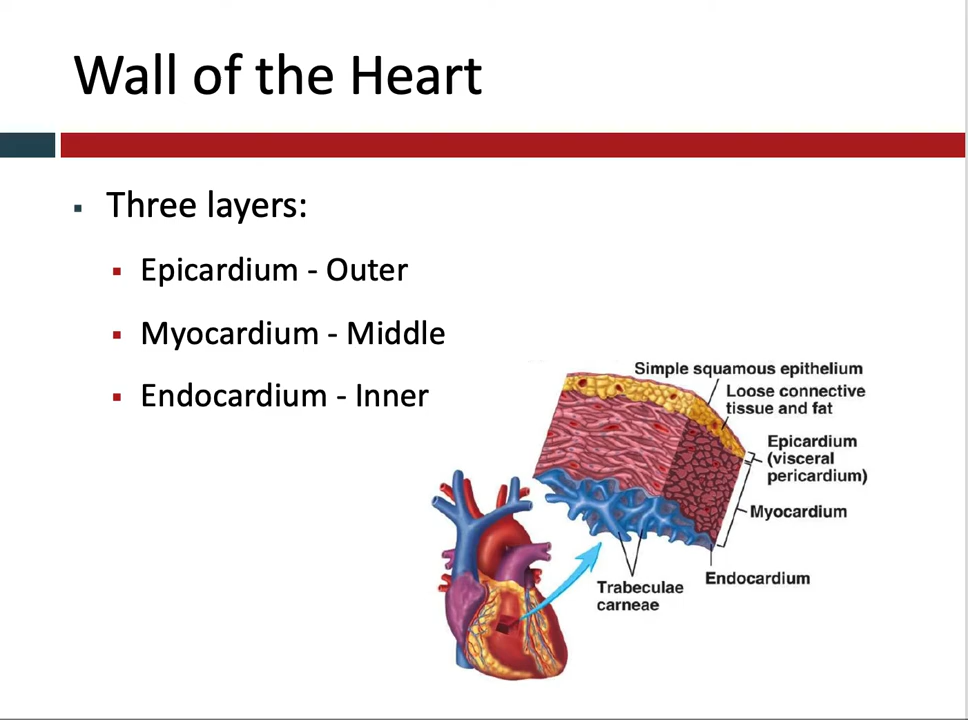 Wall of the Heart
Three layers:
Epicardium - Outer
Myocardium - Middle
Endocardium - Inner
Simple squamous epithelium
Loose connective
tissue and fat
Epicardium
(visceral
pericardium)
Myocardium
Endocardium
Trabeculae
carneae